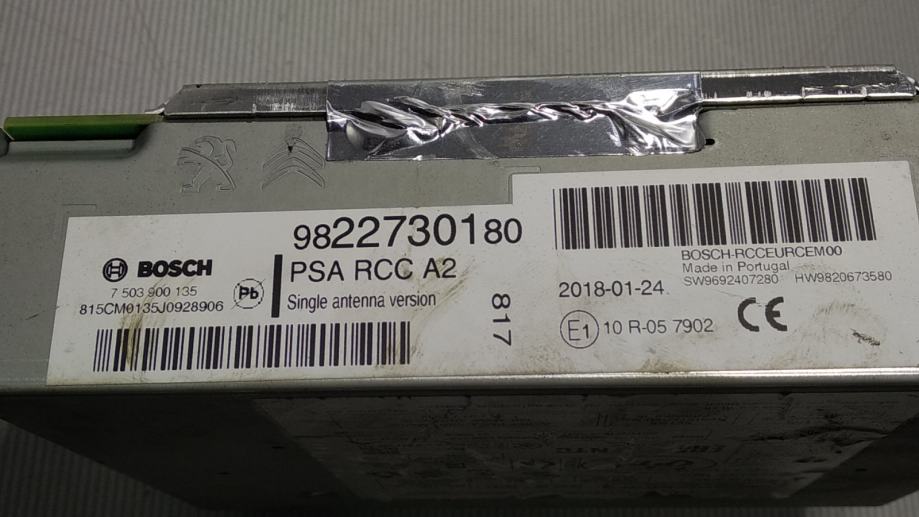 9822730180
BOSCH
PSA RCC A2
7 503 900 135
Pb
Single antenna version
815CM0135J0928906
817
BOSCH-RCCEURCEM00
Made in Portugal
SW9692407280 HW9820673580
2018-01-24
E1 10 R-05 7902
CE